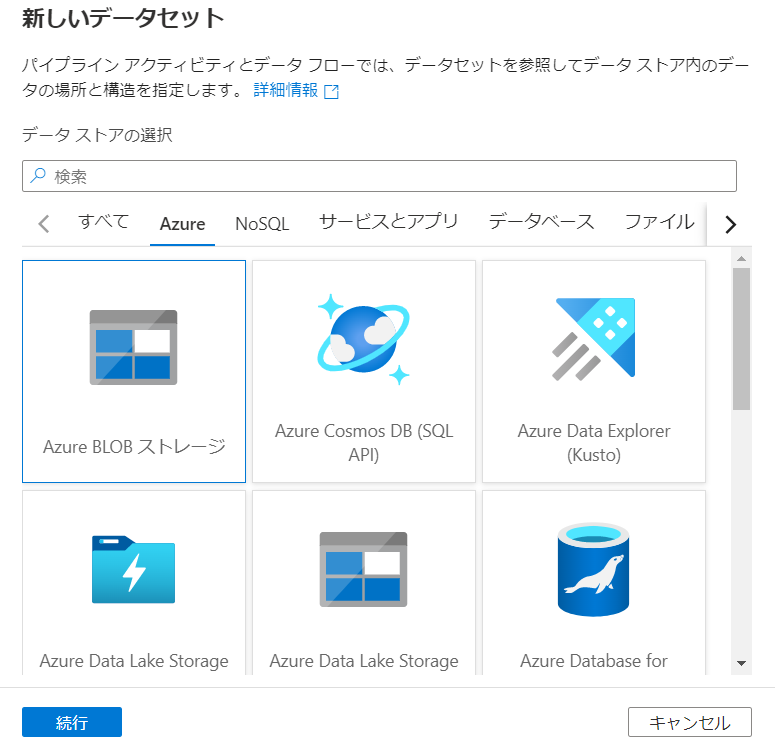 新しいデータセット
パイプライン アクティビティとデータ フローでは、データセットを参照してデータ ストア内のデー
タの場所と構造を指定します。 詳細情報
データ ストアの選択
検索
すべて Azure NoSQL サービスとアプリ データベース ファイル
Azure BLOB ストレージ
Azure Cosmos DB (SQL
API)
Azure Data Explorer
(Kusto)
Azure Data Lake Storage
Azure Data Lake Storage
Azure Database for
続行
キャンセル